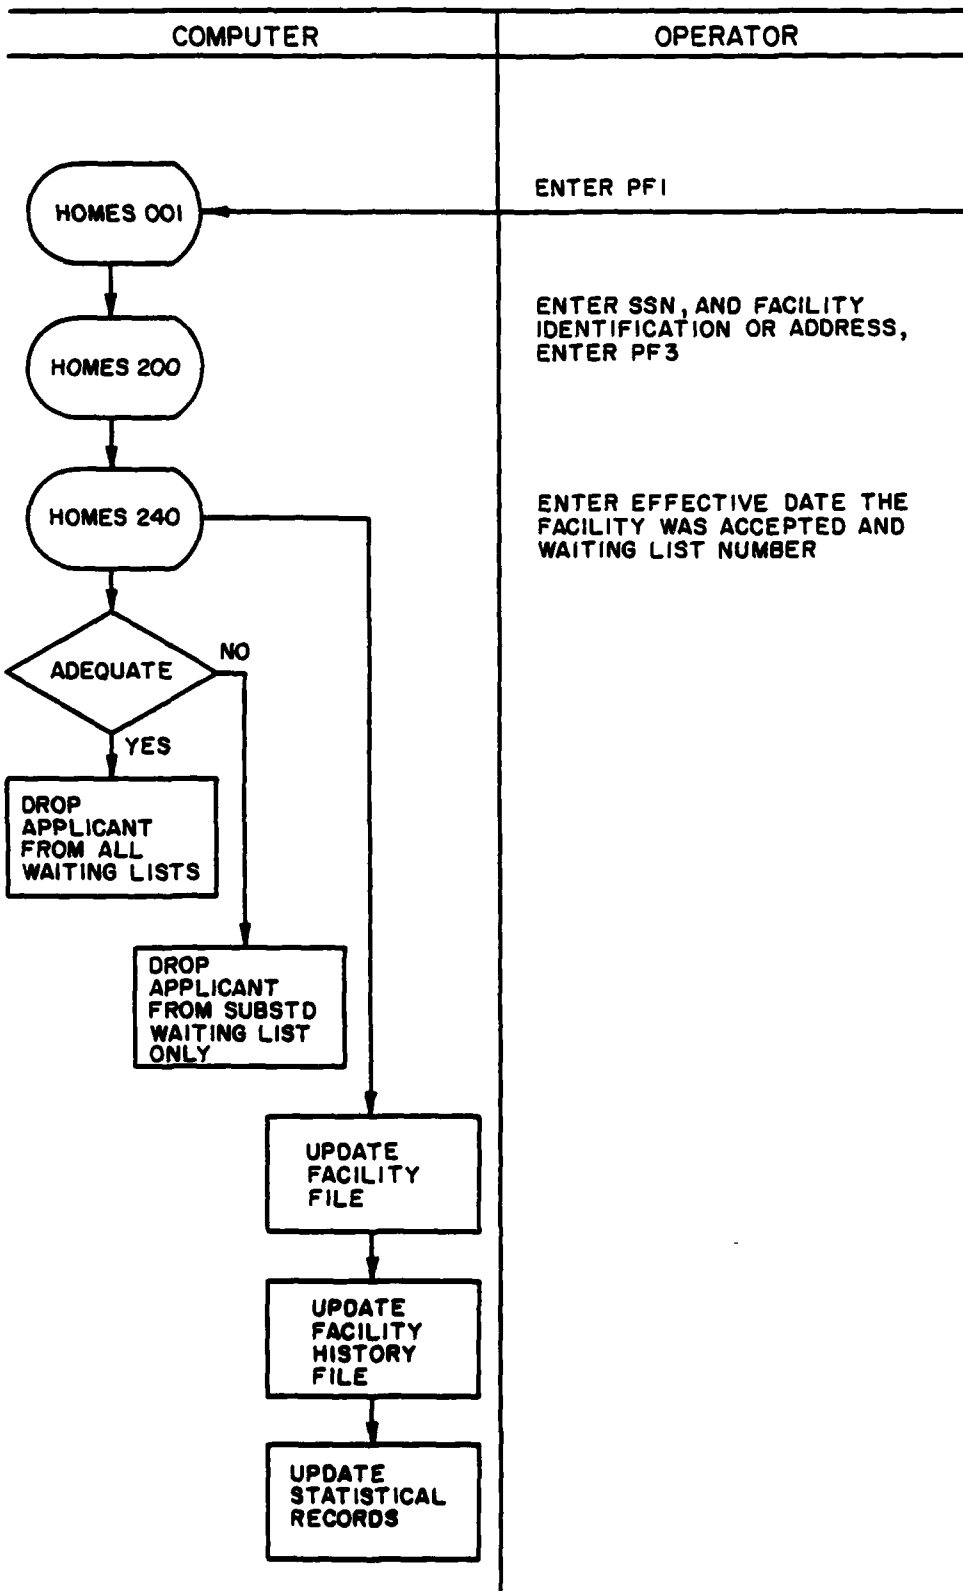 COMPUTER
OPERATOR
ENTER PF1
HOMES 001
ENTER SSN, AND FACILITY
IDENTIFICATION OR ADDRESS,
ENTER PF3
HOMES 200
ENTER EFFECTIVE DATE THE
FACILITY WAS ACCEPTED AND
WAITING LIST NUMBER
HOMES 240
ADEQUATE
NO
YES
DROP
APPLICANT
FROM ALL
WAITING LISTS
DROP
APPLICANT
FROM SUBSTD
WAITING LIST
ONLY
UPDATE
FACILITY
FILE
UPDATE
FACILITY
HISTORY
FILE
UPDATE
STATISTICAL
RECORDS